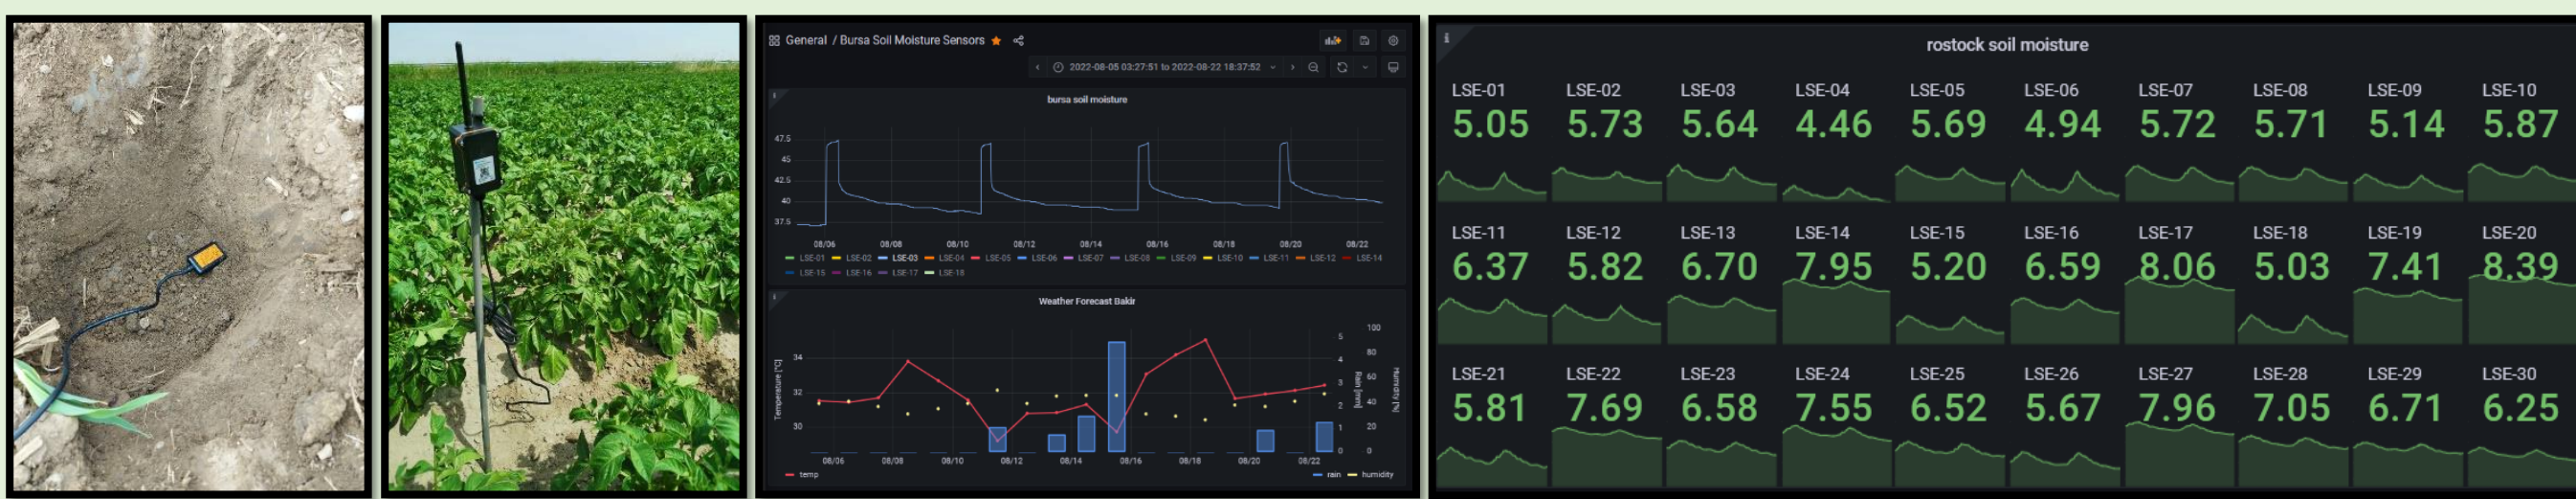 General / Bursa Soil Moisture Sensors
2022-08-05 03:27:51 to 2022-08-22 18:37:52
bursa soil moisture
47.5
45
42.5
40
37.5
08/06 08/08 08/10 08/12 08/14 08/16 08/18 08/20 08/22
LSE-01 LSE-02 LSE-03 LSE-04 LSE-05 LSE-06 LSE-07 LSE-08 LSE-09 LSE-10 LSE-11 LSE-12 LSE-14
LSE-15 LSE-16 LSE-17 LSE-18
Weather Forecast Bakir
Temperature [°C]
34
32
30
5
4
3
2
1
0
Rain [mm]
100
80
60
40
20
0
Humidity [%]
08/06 08/08 08/10 08/12 08/14 08/16 08/18 08/20 08/22
temp
rain humidity
rostock soil moisture
LSE-01 LSE-02 LSE-03 LSE-04 LSE-05 LSE-06 LSE-07 LSE-08 LSE-09 LSE-10
5.05 5.73 5.64 4.46 5.69 4.94 5.72 5.71 5.14 5.87
LSE-11 LSE-12 LSE-13 LSE-14 LSE-15 LSE-16 LSE-17 LSE-18 LSE-19 LSE-20
6.37 5.82 6.70 7.95 5.20 6.59 8.06 5.03 7.41 8.39
LSE-21 LSE-22 LSE-23 LSE-24 LSE-25 LSE-26 LSE-27 LSE-28 LSE-29 LSE-30
5.81 7.69 6.58 7.55 6.52 5.67 7.96 7.05 6.71 6.25